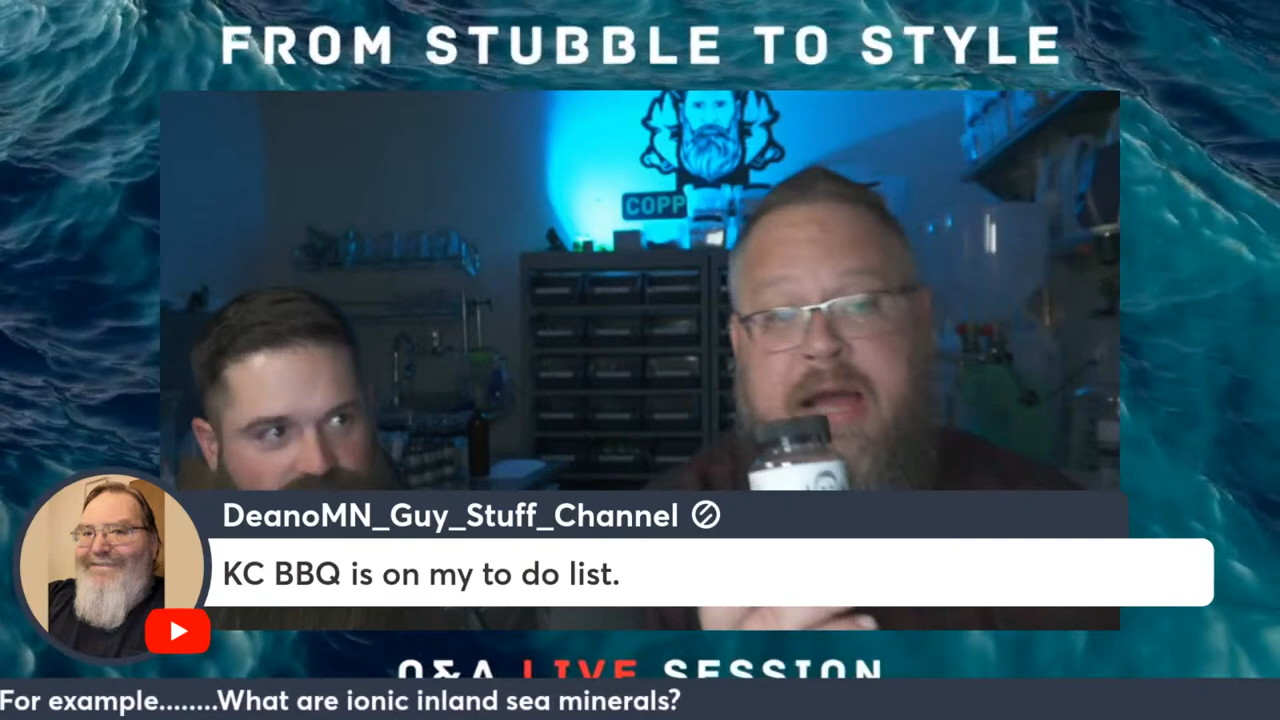 FROM STUBBLE TO STYLE
COPP
DeanoMN_Guy_Stuff_Channel
KC BBQ is on my to do list.
Q&A LIVE SESSION
For example........What are ionic inland sea minerals?